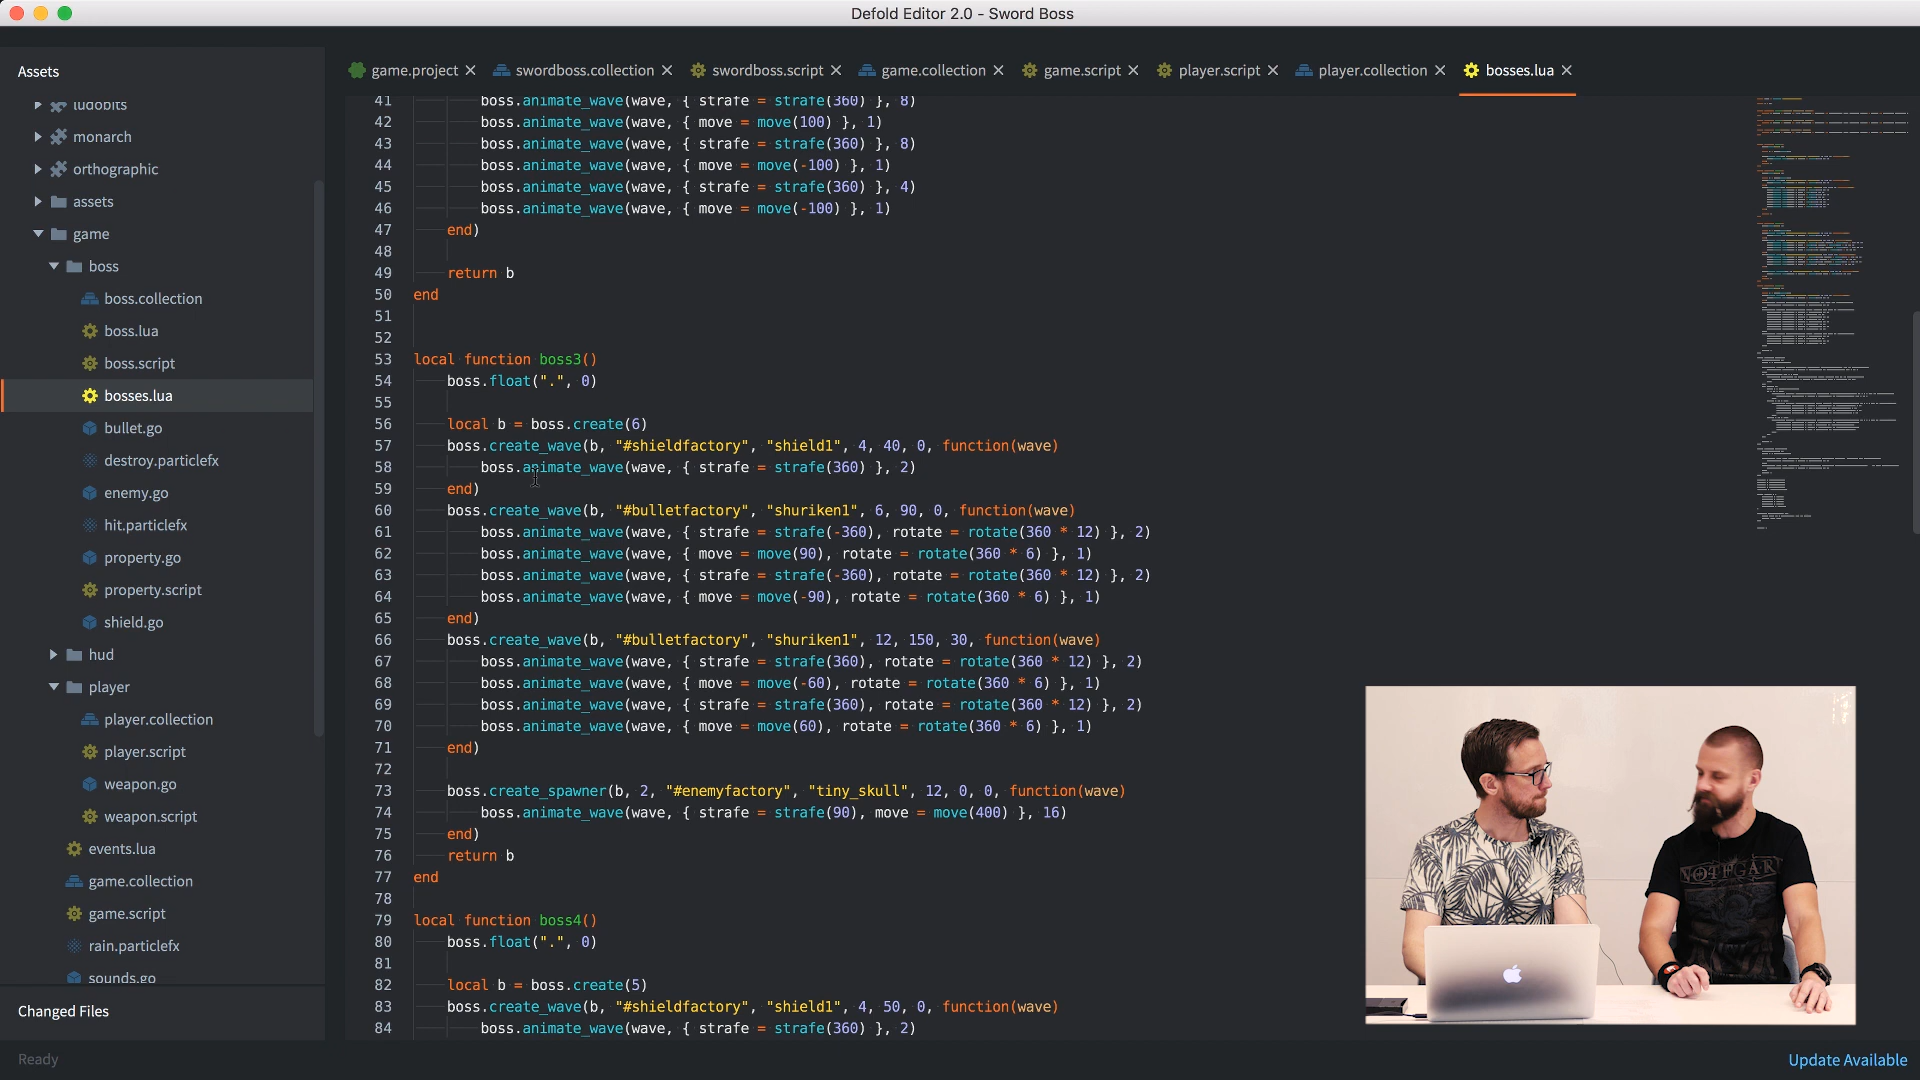 Defold Editor 2.0 - Sword Boss
Assets
game.project
swordboss.collection
swordboss.script
game.collection
game.script
player.script
player.collection
bosses.lua
ludobits
monarch
orthographic
assets
game
boss
boss.collection
boss.lua
boss.script
bosses.lua
bullet.go
destroy.particlefx
enemy.go
hit.particlefx
property.go
property.script
shield.go
hud
player
player.collection
player.script
weapon.go
weapon.script
events.lua
game.collection
game.script
rain.particlefx
sounds.go
Changed Files
Ready
41 boss.animate_wave(wave, { strafe = strafe(360) }, 8)
42 boss.animate_wave(wave, { move = move(100) }, 1)
43 boss.animate_wave(wave, { strafe = strafe(360) }, 8)
44 boss.animate_wave(wave, { move = move(-100) }, 1)
45 boss.animate_wave(wave, { strafe = strafe(360) }, 4)
46 boss.animate_wave(wave, { move = move(-100) }, 1)
47 end)
48
49 return b
50 end
51
52
53 local function boss3()
54 boss.float(".", 0)
55
56 local b = boss.create(6)
57 boss.create_wave(b, "#shieldfactory", "shield1", 4, 40, 0, function(wave)
58 boss.animate_wave(wave, { strafe = strafe(360) }, 2)
59 end)
60 boss.create_wave(b, "#bulletfactory", "shuriken1", 6, 90, 0, function(wave)
61 boss.animate_wave(wave, { strafe = strafe(-360), rotate = rotate(360 * 12) }, 2)
62 boss.animate_wave(wave, { move = move(90), rotate = rotate(360 * 6) }, 1)
63 boss.animate_wave(wave, { strafe = strafe(-360), rotate = rotate(360 * 12) }, 2)
64 boss.animate_wave(wave, { move = move(-90), rotate = rotate(360 * 6) }, 1)
65 end)
66 boss.create_wave(b, "#bulletfactory", "shuriken1", 12, 150, 30, function(wave)
67 boss.animate_wave(wave, { strafe = strafe(360), rotate = rotate(360 * 12) }, 2)
68 boss.animate_wave(wave, { move = move(-60), rotate = rotate(360 * 6) }, 1)
69 boss.animate_wave(wave, { strafe = strafe(360), rotate = rotate(360 * 12) }, 2)
70 boss.animate_wave(wave, { move = move(60), rotate = rotate(360 * 6) }, 1)
71 end)
72
73 boss.create_spawner(b, 2, "#enemyfactory", "tiny_skull", 12, 0, 0, function(wave)
74 boss.animate_wave(wave, { strafe = strafe(90), move = move(400) }, 16)
75 end)
76 return b
77 end
78
79 local function boss4()
80 boss.float(".", 0)
81
82 local b = boss.create(5)
83 boss.create_wave(b, "#shieldfactory", "shield1", 4, 50, 0, function(wave)
84 boss.animate_wave(wave, { strafe = strafe(360) }, 2)
Update Available